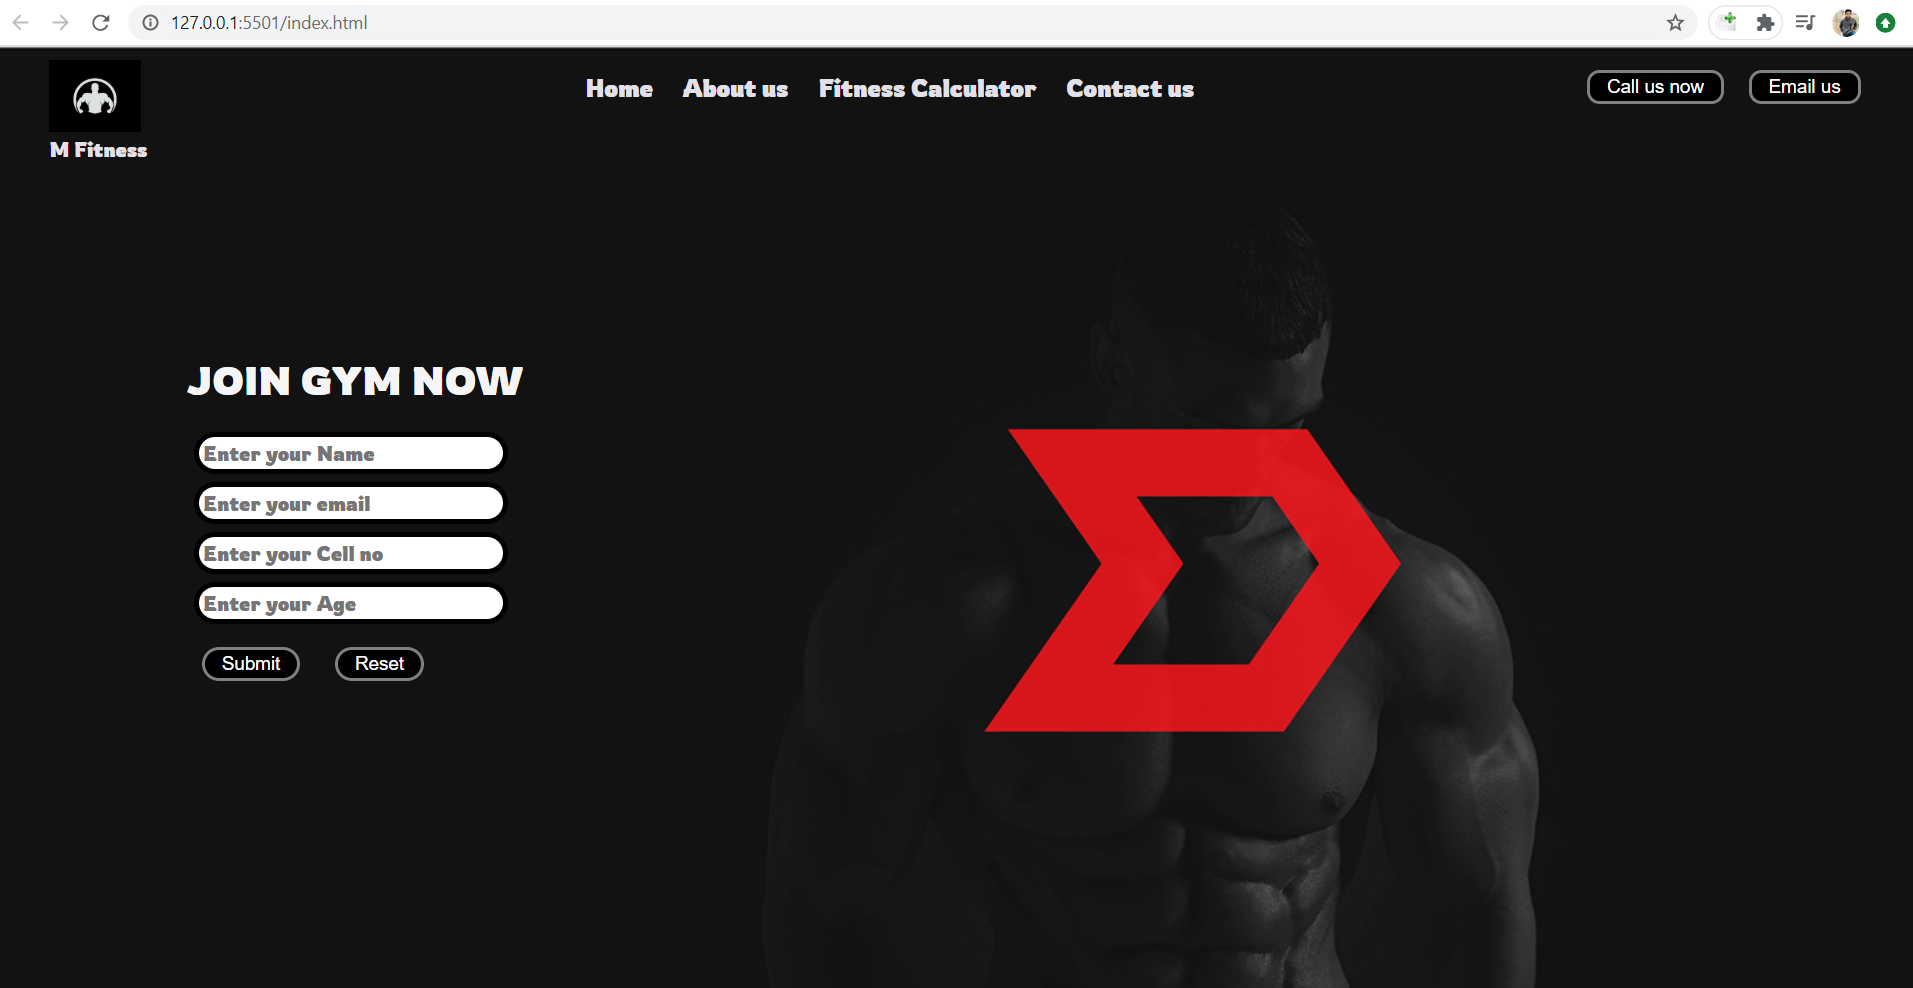 127.0.0.1:5501/index.html
Home About us Fitness Calculator Contact us
Call us now Email us
M Fitness
JOIN GYM NOW
Enter your Name
Enter your email
Enter your Cell no
Enter your Age
Submit Reset